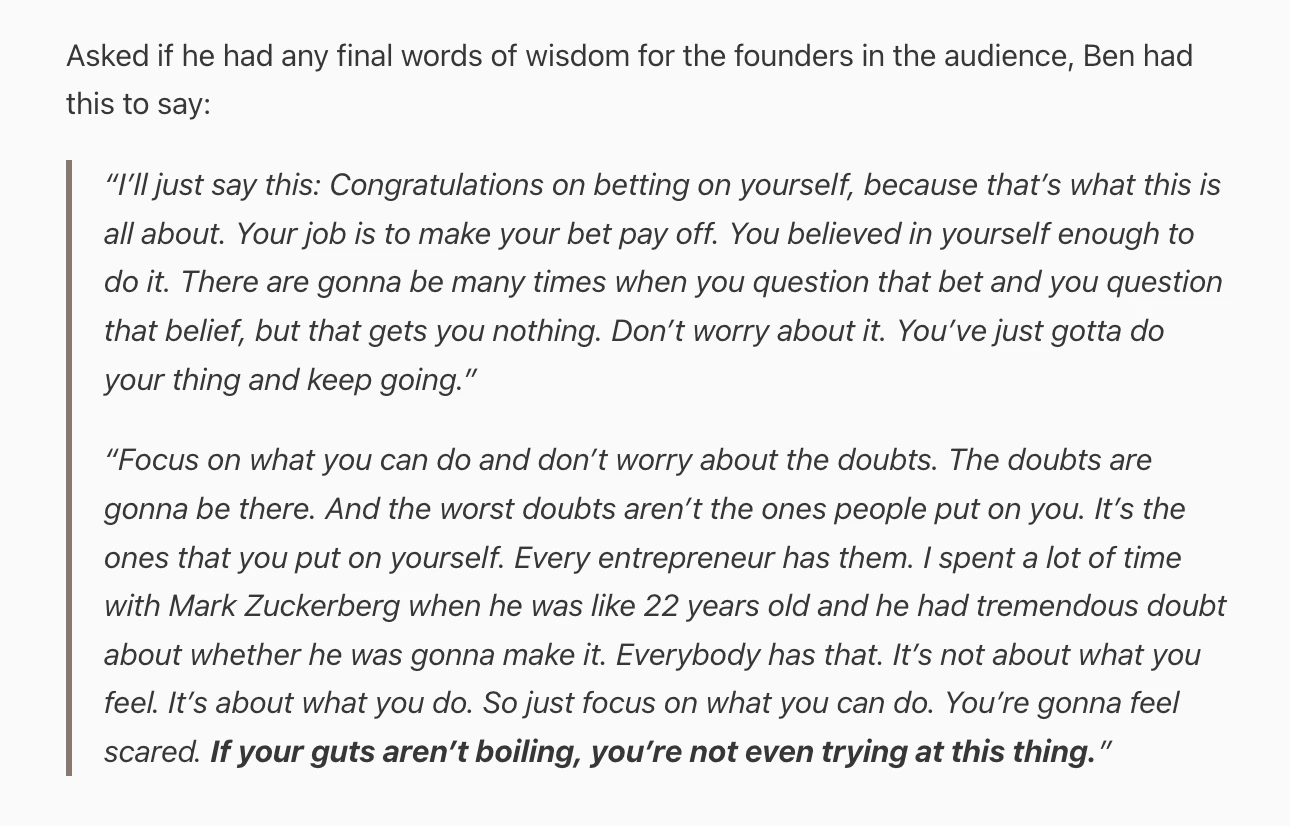 Asked if he had any final words of wisdom for the founders in the audience, Ben had
this to say:
“I’ll just say this: Congratulations on betting on yourself, because that’s what this is
all about. Your job is to make your bet pay off. You believed in yourself enough to
do it. There are gonna be many times when you question that bet and you question
that belief, but that gets you nothing. Don’t worry about it. You’ve just gotta do
your thing and keep going.”
“Focus on what you can do and don’t worry about the doubts. The doubts are
gonna be there. And the worst doubts aren’t the ones people put on you. It’s the
ones that you put on yourself. Every entrepreneur has them. I spent a lot of time
with Mark Zuckerberg when he was like 22 years old and he had tremendous doubt
about whether he was gonna make it. Everybody has that. It’s not about what you
feel. It’s about what you do. So just focus on what you can do. You’re gonna feel
scared. If your guts aren’t boiling, you’re not even trying at this thing.”